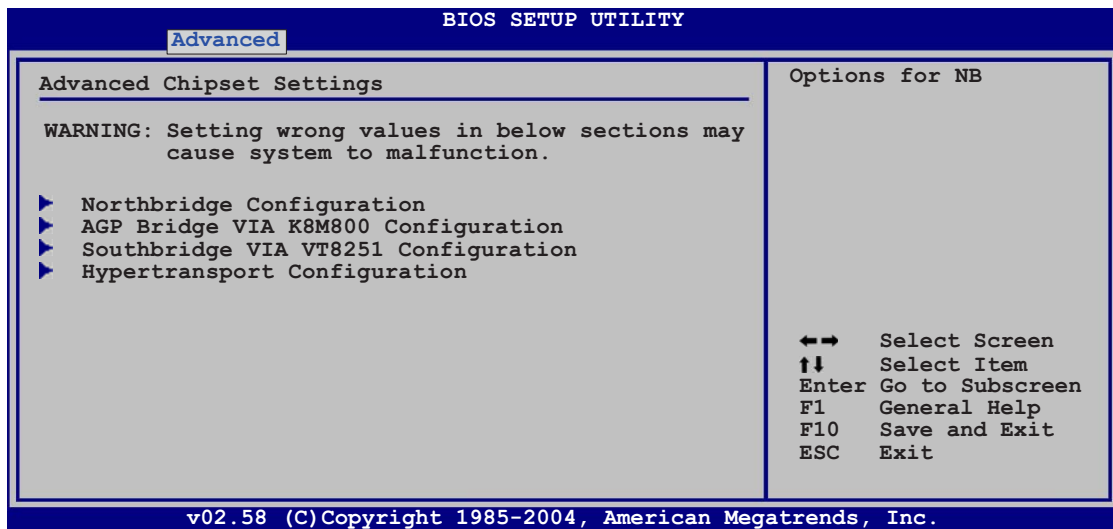 BIOS SETUP UTILITY
Advanced
Advanced Chipset Settings
WARNING: Setting wrong values in below sections may
cause system to malfunction.
Northbridge Configuration
AGP Bridge VIA K8M800 Configuration
Southbridge VIA VT8251 Configuration
Hypertransport Configuration
Options for NB
←→ Select Screen
↑↓ Select Item
Enter Go to Subscreen
F1 General Help
F10 Save and Exit
ESC Exit
v02.58 (C)Copyright 1985-2004, American Megatrends, Inc.